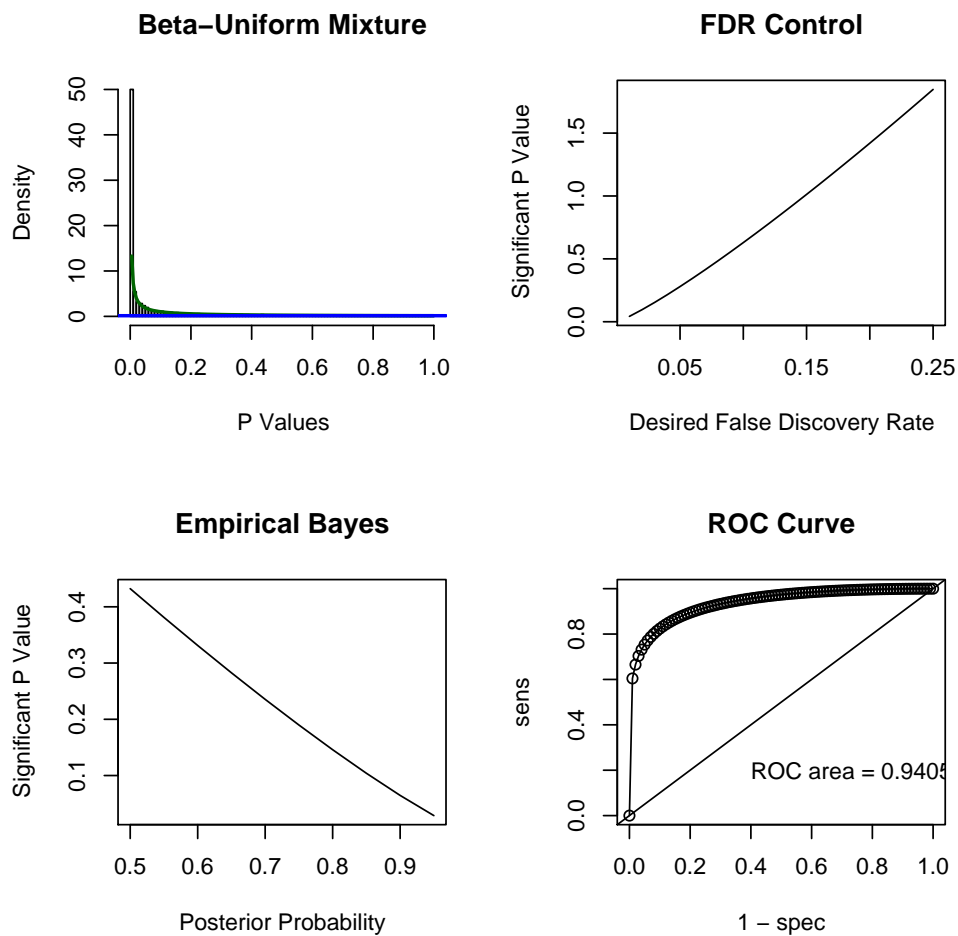 Beta−Uniform Mixture
Density
50
40
30
20
10
0
0.0 0.2 0.4 0.6 0.8 1.0
P Values
FDR Control
Significant P Value
1.5
1.0
0.5
0.0
0.05 0.15 0.25
Desired False Discovery Rate
Empirical Bayes
Significant P Value
0.4
0.3
0.2
0.1
0.5 0.6 0.7 0.8 0.9
Posterior Probability
ROC Curve
sens
0.8
0.4
0.0
ROC area = 0.9405
0.0 0.2 0.4 0.6 0.8 1.0
1 − spec